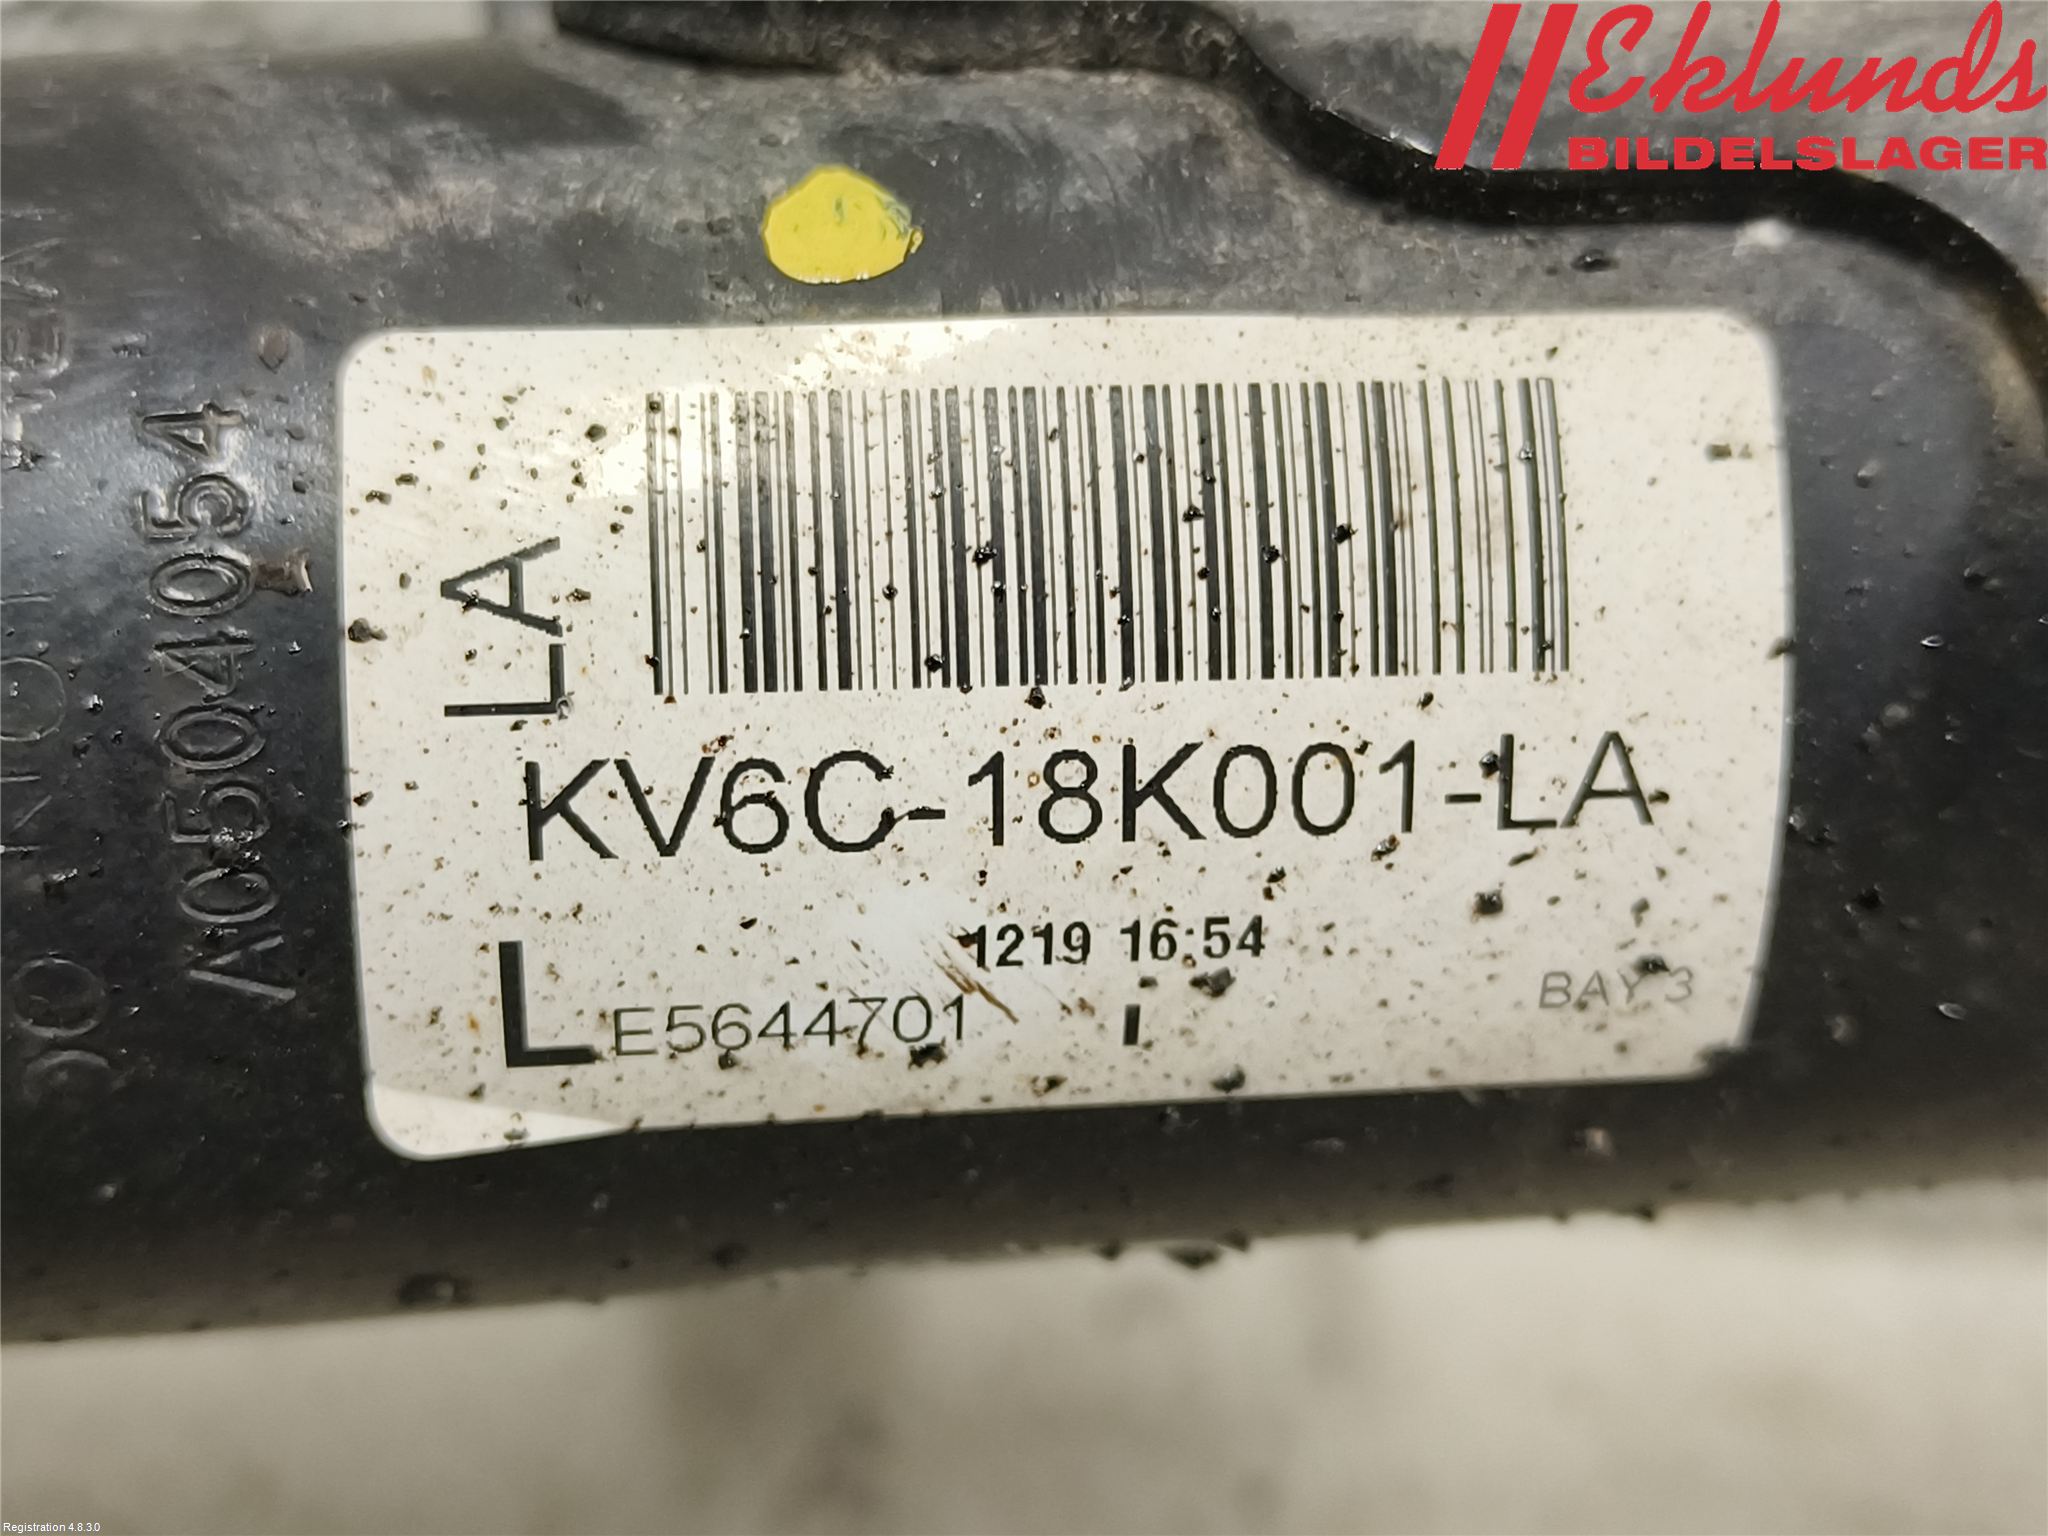 Eklunds
BILDELSLAGER
A0504054
LA
KV6C-18K001-LA
1219 16:54
L E5644701
BAY 3
Registration 4.8.3.0